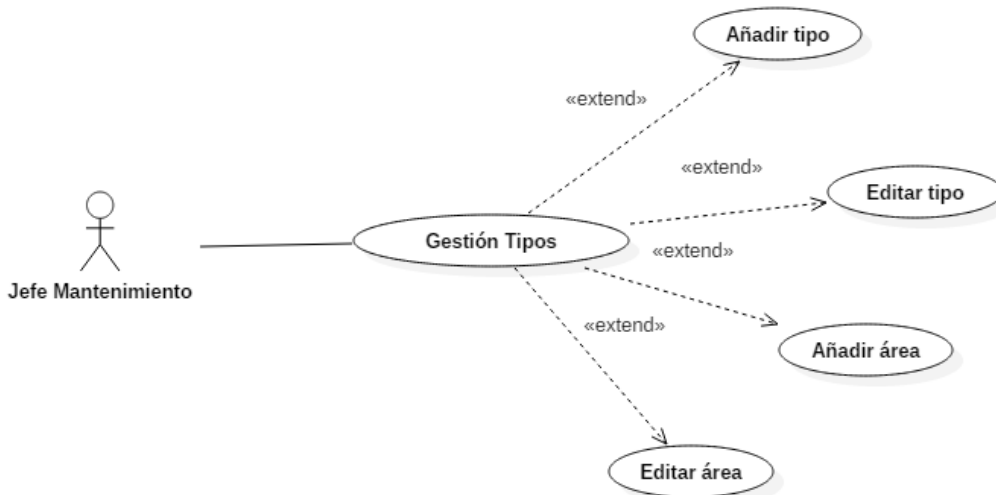 Añadir tipo
«extend»
«extend»
Editar tipo
Gestión Tipos
«extend»
Jefe Mantenimiento
«extend»
Añadir área
Editar área